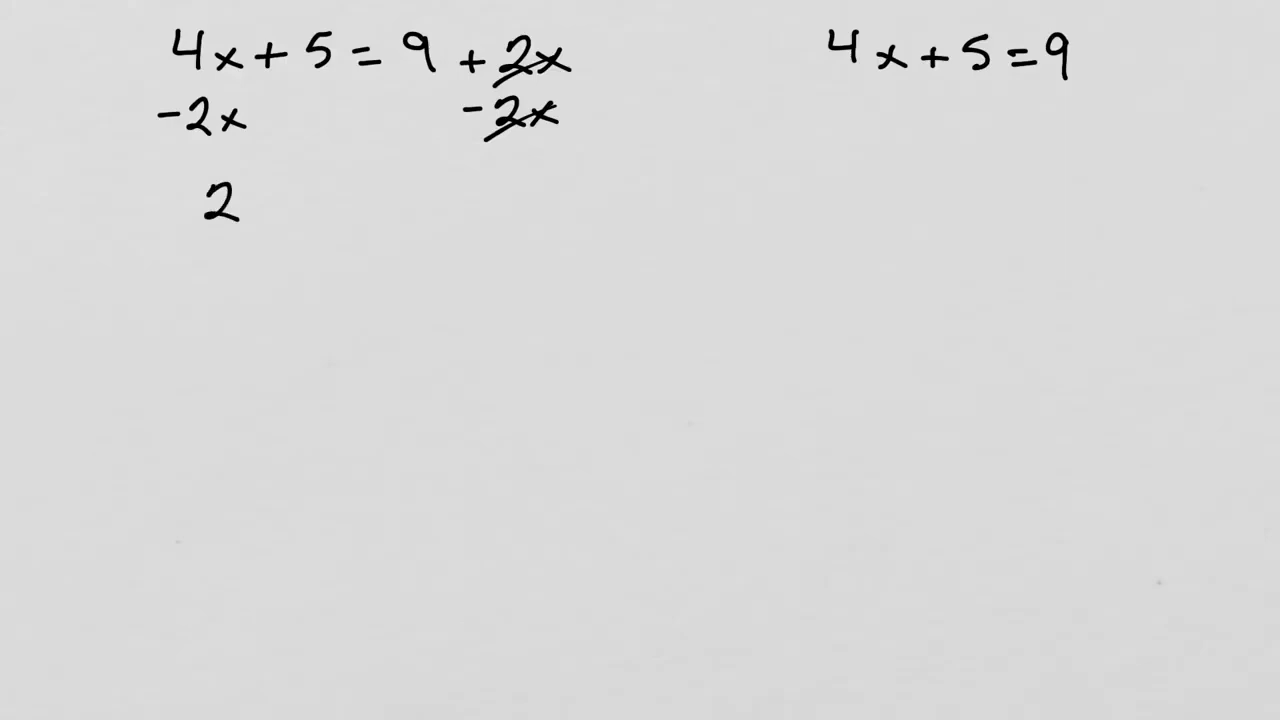 4x + 5 = 9 + 2x
-2x -2x
2
4x + 5 = 9